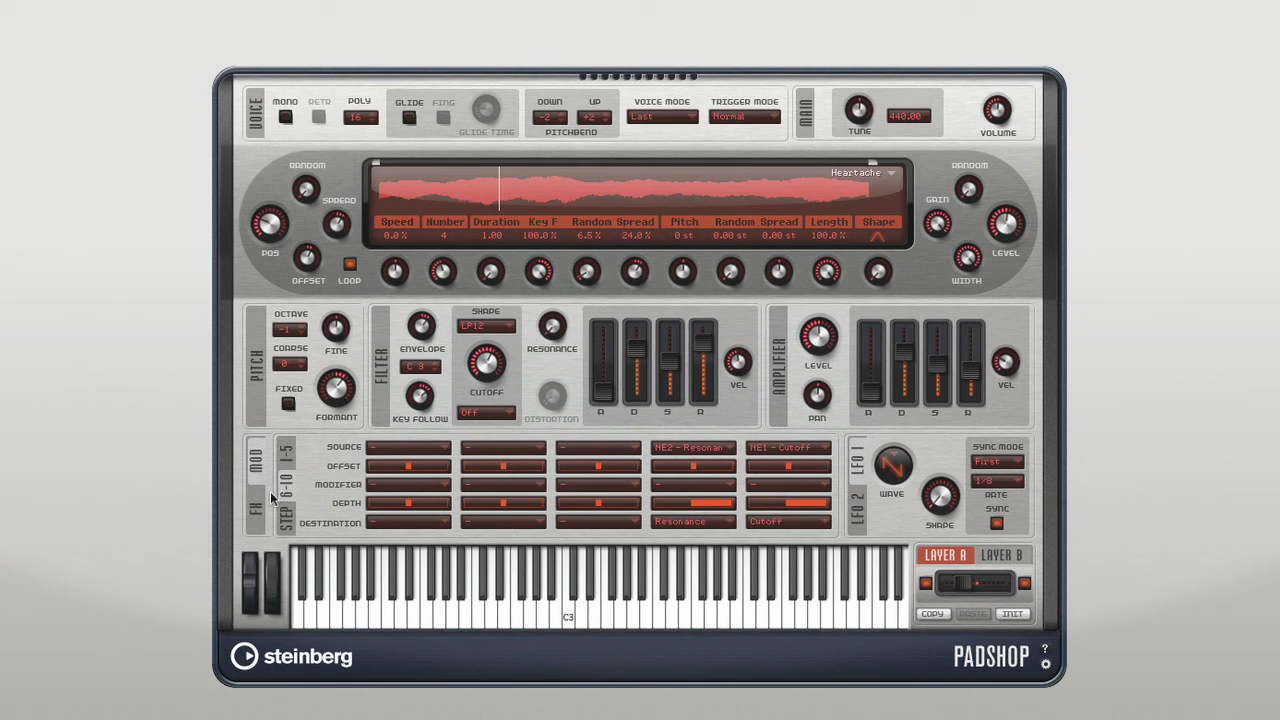 VOICE
MONO RETR POLY
16
GLIDE FING GLIDE TIME
DOWN UP
-2 +2
PITCHBEND
VOICE MODE TRIGGER MODE
Last Normal
MAIN
TUNE 440.00 VOLUME
RANDOM
SPREAD
POS
OFFSET LOOP
Heartache
Speed Number Duration Key F Random Spread Pitch Random Spread Length Shape
0.0 % 4 1.00 100.0 % 6.5 % 24.0 % 0 st 0.00 st 0.00 st 100.0 %
RANDOM
GAIN
LEVEL
WIDTH
PITCH
OCTAVE
-1
COARSE FINE
0
FIXED
FORMANT
FILTER
ENVELOPE
C 3
KEY FOLLOW
SHAPE
LP12
CUTOFF
Off
RESONANCE
DISTORTION
A D S R
VEL
AMPLIFIER
LEVEL
PAN
A D S R
VEL
MOD
FX
1-5
6-10
STEP
SOURCE - - - NE2 - Resonan NE1 - Cutoff
OFFSET
MODIFIER - - - - -
DEPTH
DESTINATION - - - Resonance Cutoff
LFO 1
LFO 2
WAVE
SHAPE
SYNC MODE
First
1/8
RATE
SYNC
C3
LAYER A LAYER B
COPY PASTE INIT
steinberg
PADSHOP
?